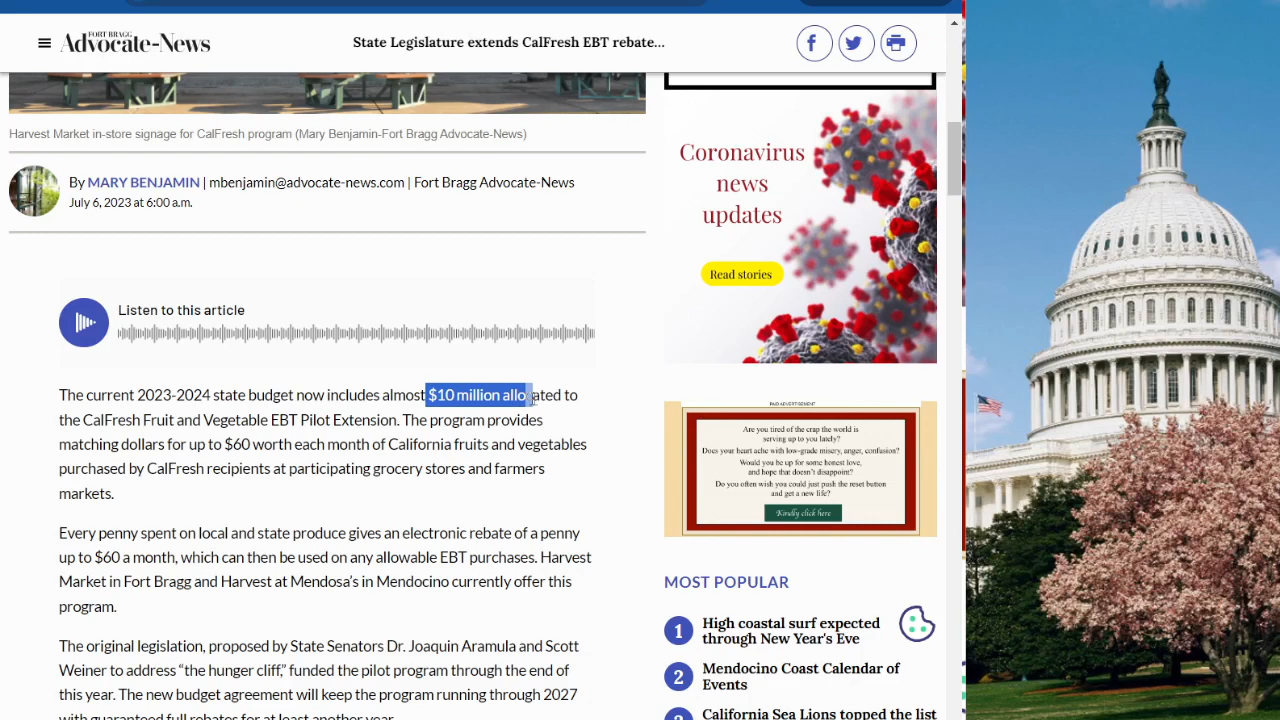 FORT BRAGG
Advocate-News
State Legislature extends CalFresh EBT rebate...
Harvest Market in-store signage for CalFresh program (Mary Benjamin-Fort Bragg Advocate-News)
By MARY BENJAMIN | mbenjamin@advocate-news.com | Fort Bragg Advocate-News
July 6, 2023 at 6:00 a.m.
Listen to this article
The current 2023-2024 state budget now includes almost $10 million allocated to
the CalFresh Fruit and Vegetable EBT Pilot Extension. The program provides
matching dollars for up to $60 worth each month of California fruits and vegetables
purchased by CalFresh recipients at participating grocery stores and farmers
markets.
Every penny spent on local and state produce gives an electronic rebate of a penny
up to $60 a month, which can then be used on any allowable EBT purchases. Harvest
Market in Fort Bragg and Harvest at Mendosa's in Mendocino currently offer this
program.
The original legislation, proposed by State Senators Dr. Joaquin Aramula and Scott
Weiner to address “the hunger cliff,” funded the pilot program through the end of
this year. The new budget agreement will keep the program running through 2027
with guaranteed full rebates for at least another year.
Coronavirus
news
updates
Read stories
PAID ADVERTISEMENT
Are you tired of the crap the world is
serving up to you lately?
Does your heart ache with low-grade misery, anger, confusion?
Would you be up for some honest love,
and hope that doesn't disappoint?
Do you often wish you could just push the reset button
and get a new life?
Kindly click here
MOST POPULAR
1 High coastal surf expected
through New Year's Eve
2 Mendocino Coast Calendar of
Events
California Sea Lions topped the list